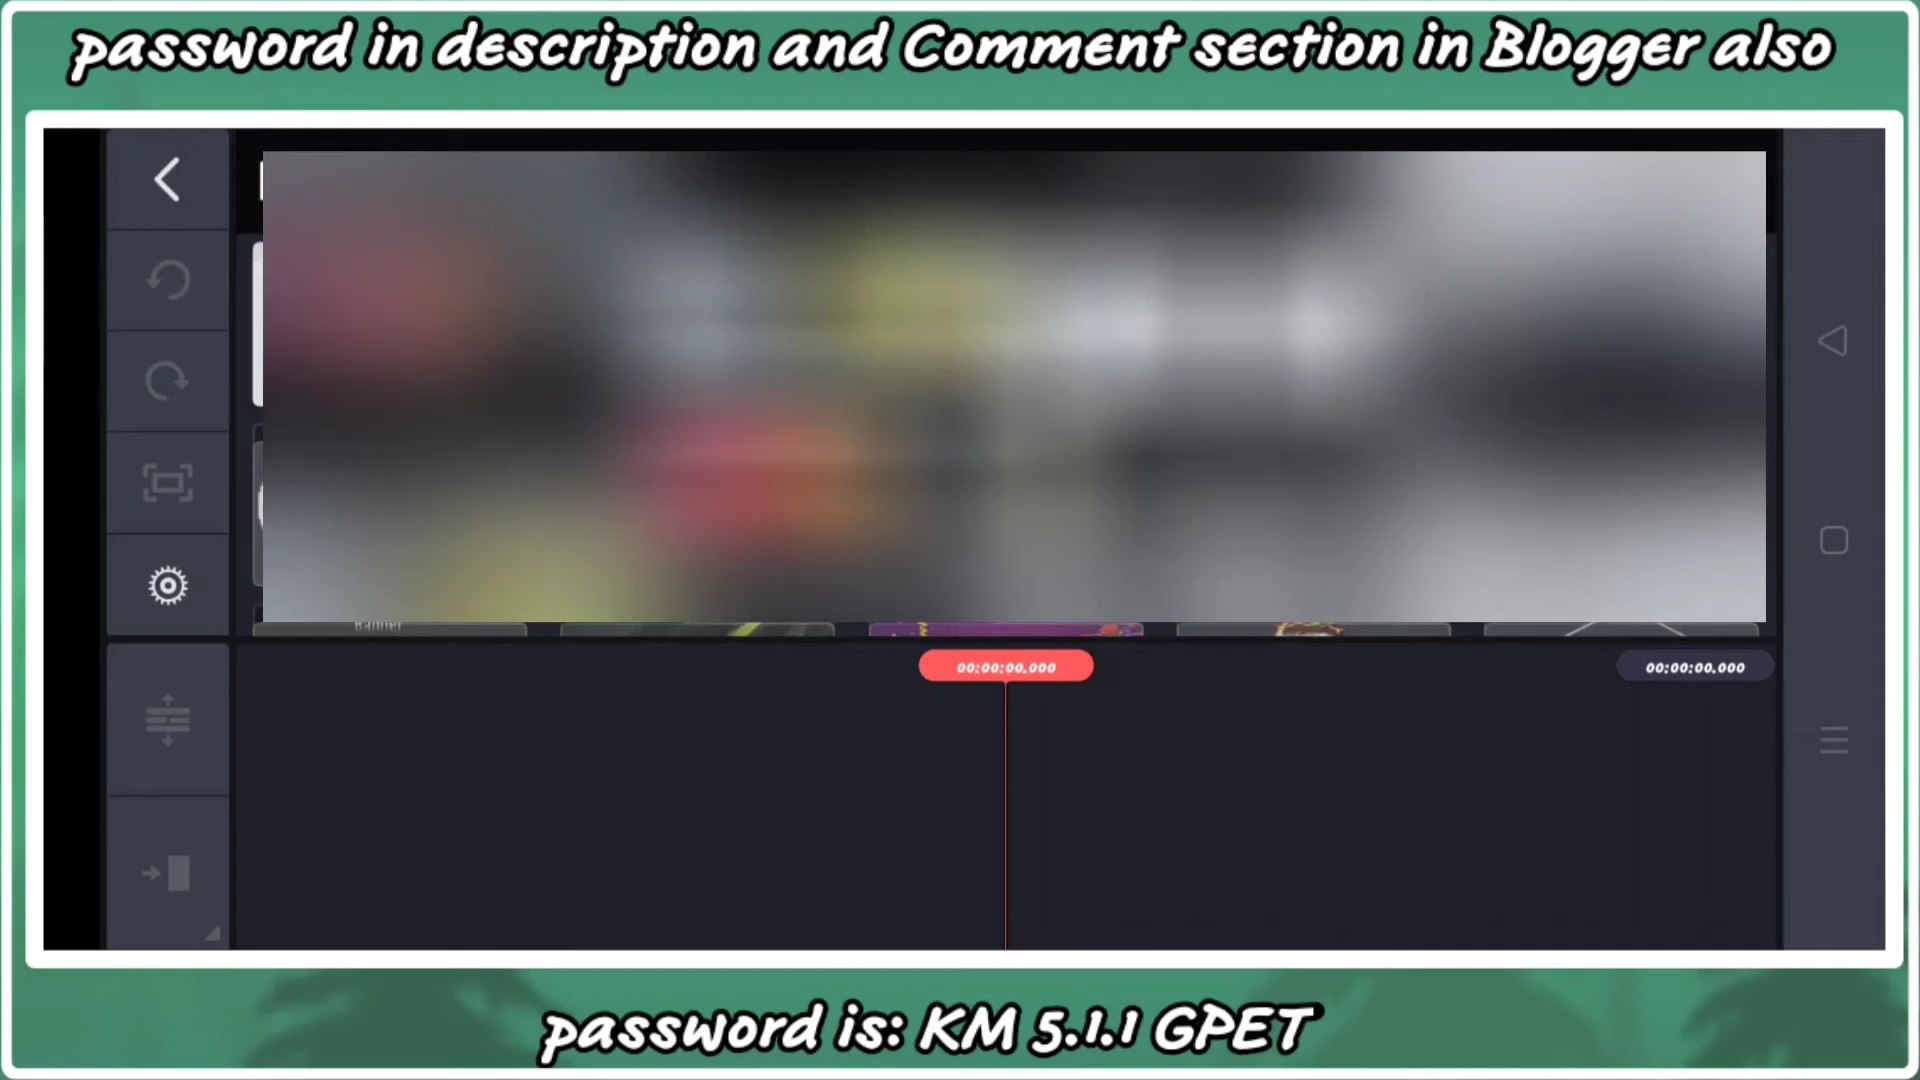 password in description and Comment section in Blogger also
Banner
00:00:00.000
00:00:00.000
password is: KM 5.1.1 GPET